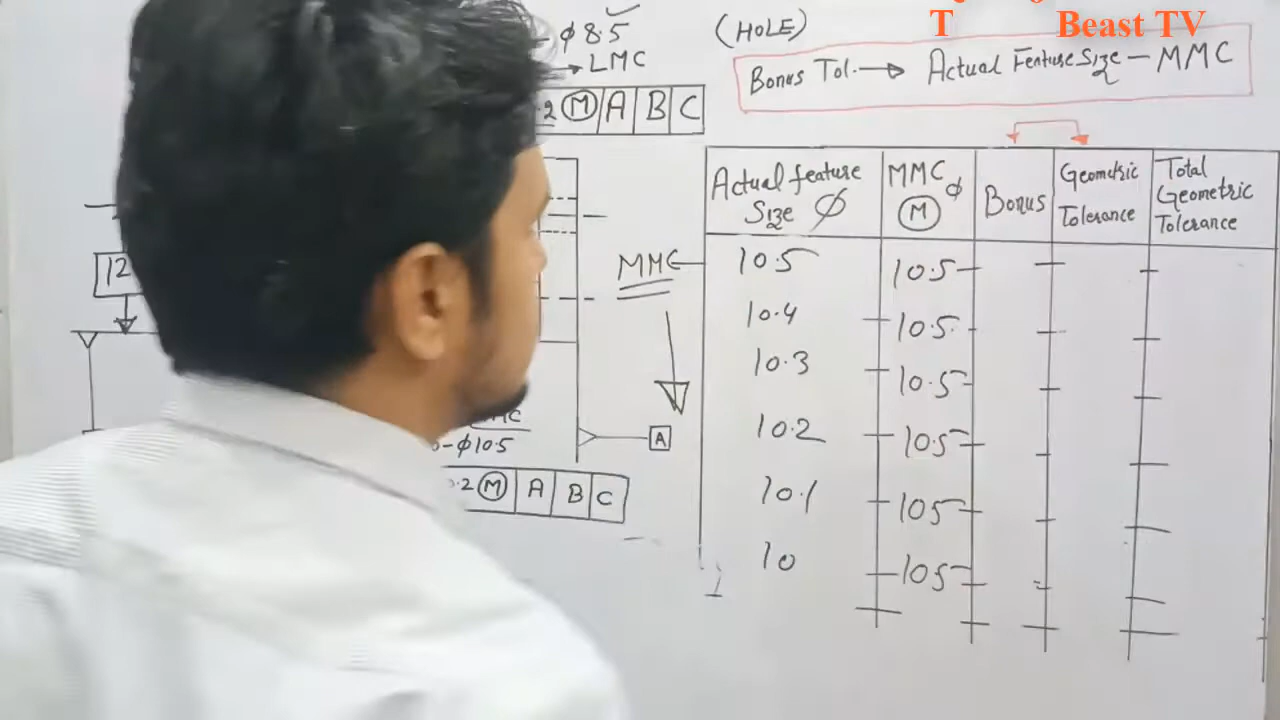 T Beast TV
φ 8.5
LMC
.2 Ⓜ A B C
(HOLE)
Bonus Tol. → Actual Feature Size – MMC
Actual feature Size φ
MMC φ Ⓜ
Bonus
Geometric Tolerance
Total Geometric Tolerance
12
MMC
10.5 10.5
10.4 10.5
10.3 10.5
10.2 10.5
10.1 105
10 105
A
-φ10.5
.2 Ⓜ A B C